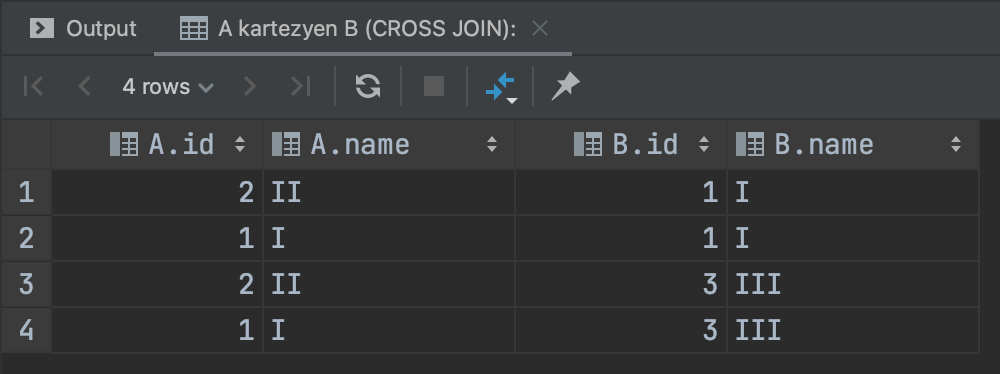 Output A kartezyen B (CROSS JOIN):
4 rows
A.id A.name B.id B.name
1 2 II 1 I
2 1 I 1 I
3 2 II 3 III
4 1 I 3 III